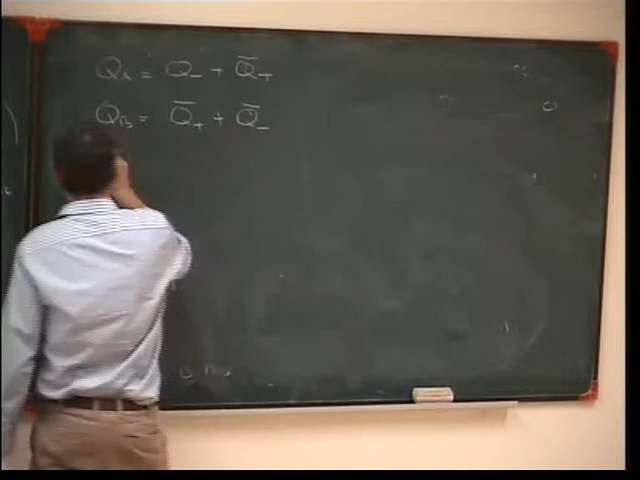 Q_A = Q_- + Q̅_+
Q_B = Q̅_+ + Q̅_-